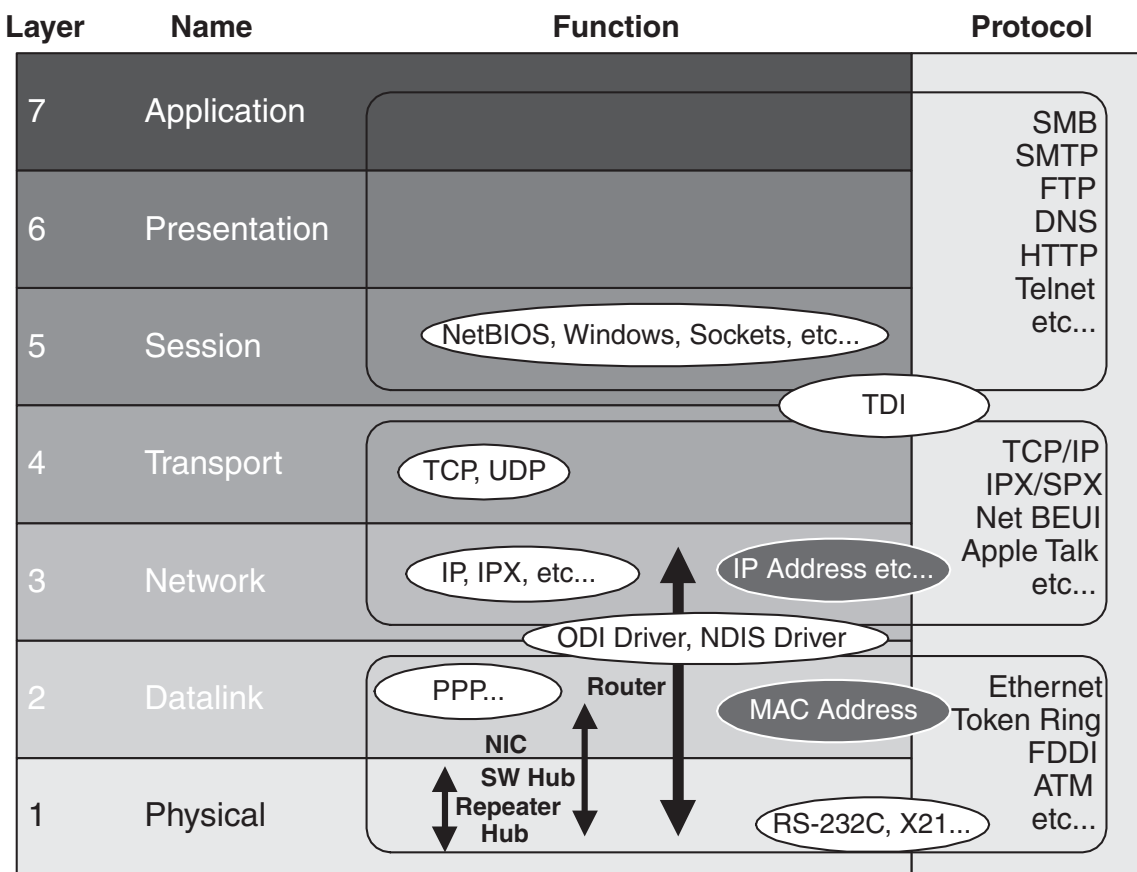 Layer Name Function Protocol
7 Application
SMB
SMTP
FTP
DNS
HTTP
Telnet
etc...
6 Presentation
5 Session
NetBIOS, Windows, Sockets, etc...
TDI
4 Transport
TCP, UDP
TCP/IP
IPX/SPX
Net BEUI
Apple Talk
etc...
3 Network
IP, IPX, etc...
IP Address etc...
ODI Driver, NDIS Driver
2 Datalink
PPP...
Router
MAC Address
Ethernet
Token Ring
FDDI
ATM
etc...
NIC
SW Hub
Repeater
Hub
1 Physical
RS-232C, X21...